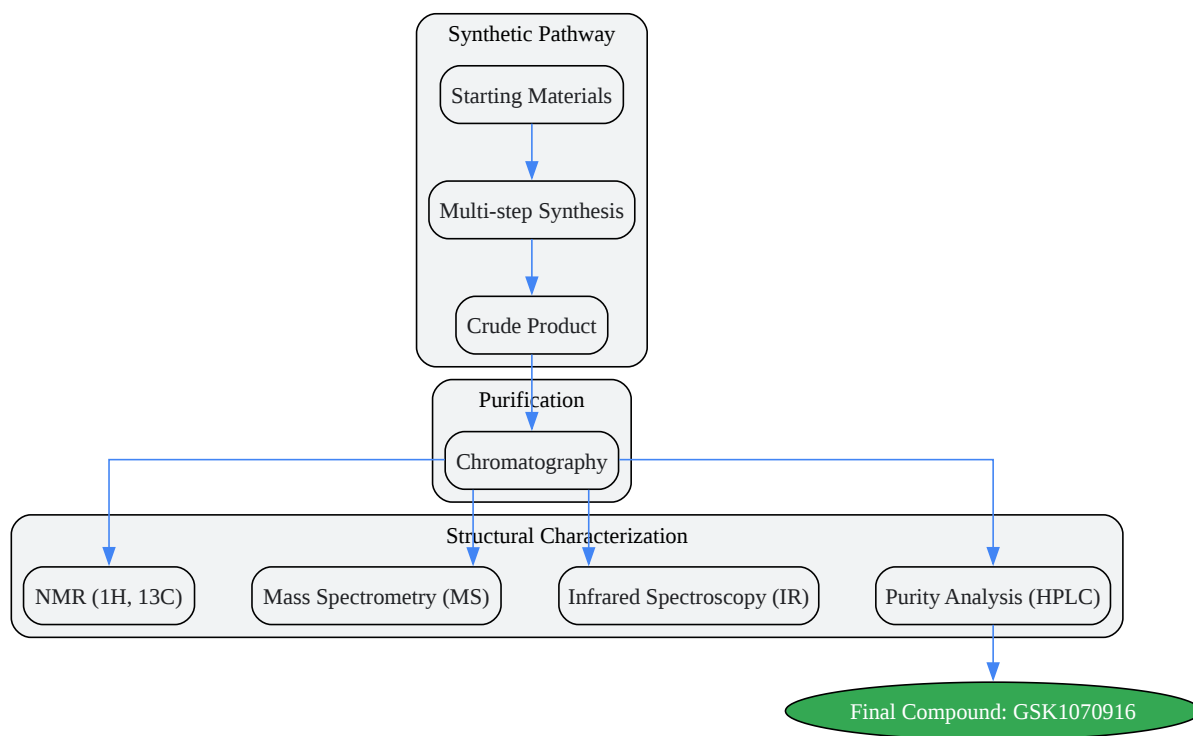 Synthetic Pathway
Starting Materials
Multi-step Synthesis
Crude Product
Purification
Chromatography
Structural Characterization
NMR (1H, 13C)
Mass Spectrometry (MS)
Infrared Spectroscopy (IR)
Purity Analysis (HPLC)
Final Compound: GSK1070916